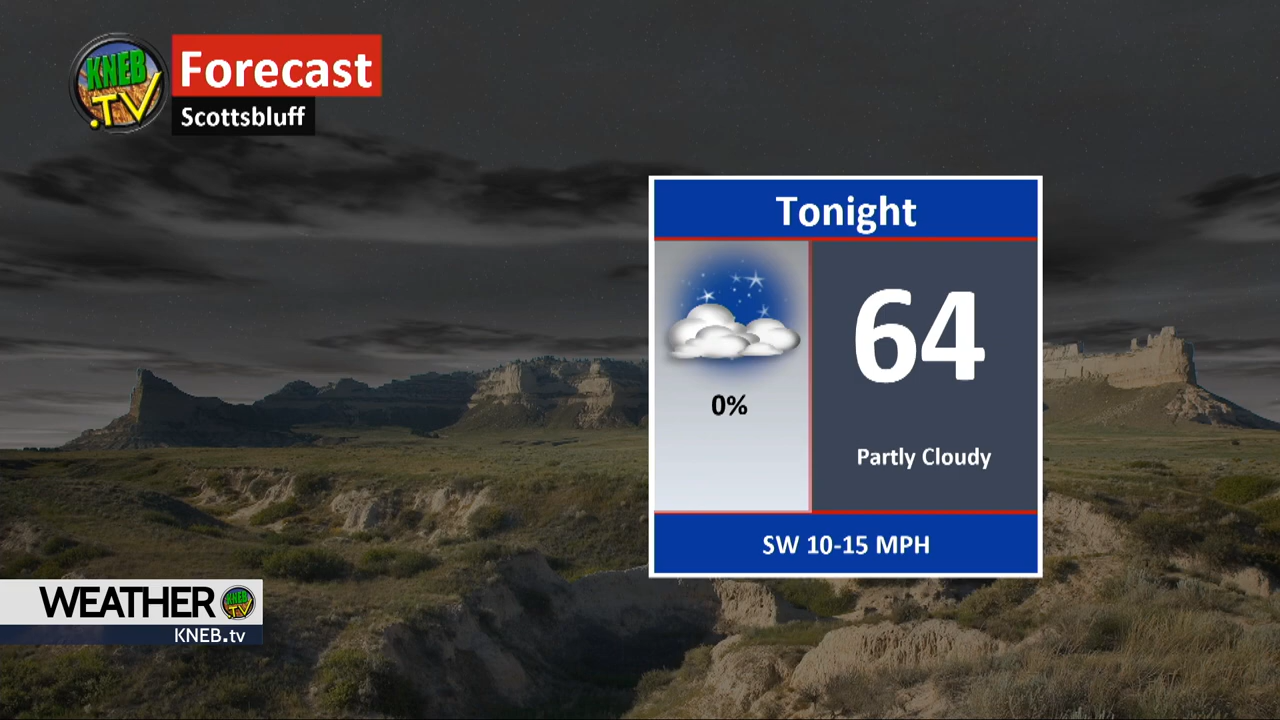 KNEB
.TV
Forecast
Scottsbluff
Tonight
0%
64
Partly Cloudy
SW 10-15 MPH
WEATHER
KNEB
.TV
KNEB.tv